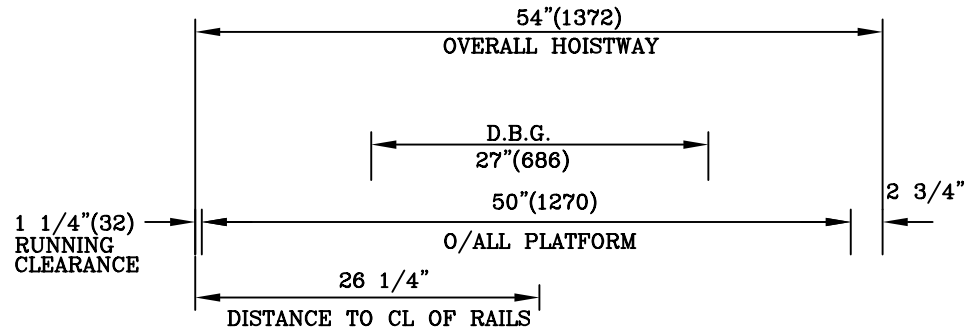 54"(1372)
OVERALL HOISTWAY
D.B.G.
27"(686)
50"(1270)
2 3/4"
1 1/4"(32)
RUNNING
CLEARANCE
O/ALL PLATFORM
26 1/4"
DISTANCE TO CL OF RAILS